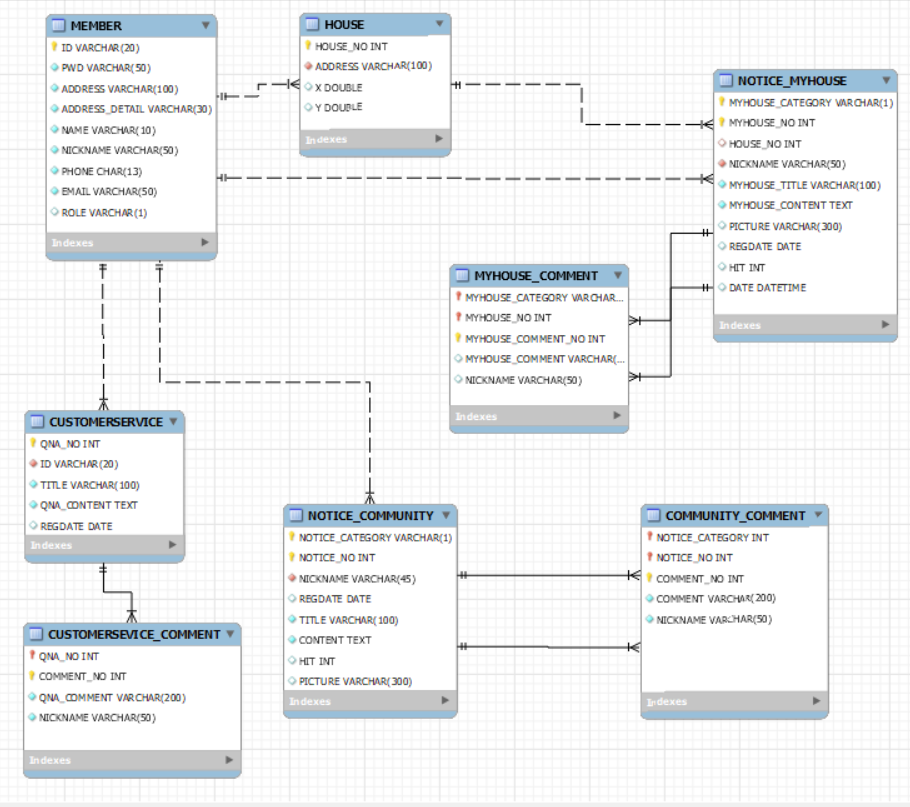 MEMBER
ID VARCHAR(20)
PWD VARCHAR(50)
ADDRESS VARCHAR(100)
ADDRESS_DETAIL VARCHAR(30)
NAME VARCHAR(10)
NICKNAME VARCHAR(50)
PHONE CHAR(13)
EMAIL VARCHAR(50)
ROLE VARCHAR(1)
Indexes
HOUSE
HOUSE_NO INT
ADDRESS VARCHAR(100)
X DOUBLE
Y DOUBLE
Indexes
NOTICE_MYHOUSE
MYHOUSE_CATEGORY VARCHAR(1)
MYHOUSE_NO INT
HOUSE_NO INT
NICKNAME VARCHAR(50)
MYHOUSE_TITLE VARCHAR(100)
MYHOUSE_CONTENT TEXT
PICTURE VARCHAR(300)
REGDATE DATE
HIT INT
DATE DATETIME
Indexes
MYHOUSE_COMMENT
MYHOUSE_CATEGORY VARCHAR...
MYHOUSE_NO INT
MYHOUSE_COMMENT_NO INT
MYHOUSE_COMMENT VARCHAR(...
NICKNAME VARCHAR(50)
Indexes
CUSTOMERSERVICE
QNA_NO INT
ID VARCHAR(20)
TITLE VARCHAR(100)
QNA_CONTENT TEXT
REGDATE DATE
Indexes
NOTICE_COMMUNITY
NOTICE_CATEGORY VARCHAR(1)
NOTICE_NO INT
NICKNAME VARCHAR(45)
REGDATE DATE
TITLE VARCHAR(100)
CONTENT TEXT
HIT INT
PICTURE VARCHAR(300)
Indexes
COMMUNITY_COMMENT
NOTICE_CATEGORY INT
NOTICE_NO INT
COMMENT_NO INT
COMMENT VARCHAR(200)
NICKNAME VARCHAR(50)
Indexes
CUSTOMERSEVICE_COMMENT
QNA_NO INT
COMMENT_NO INT
QNA_COMMENT VARCHAR(200)
NICKNAME VARCHAR(50)
Indexes